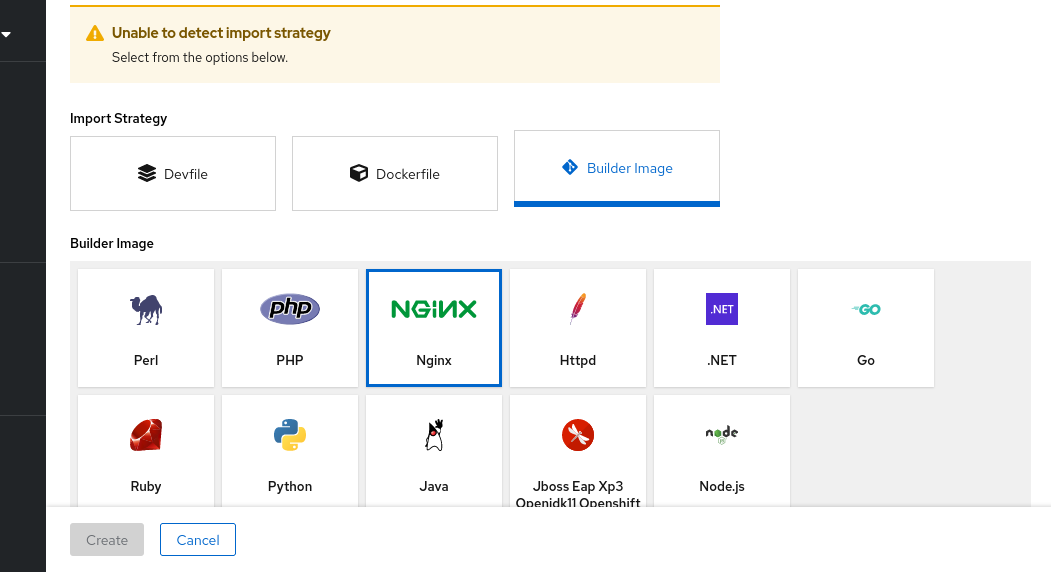 Unable to detect import strategy
Select from the options below.
Import Strategy
Devfile
Dockerfile
Builder Image
Builder Image
php
NGINX
.NET
GO
Perl
PHP
Nginx
Httpd
.NET
Go
node
Ruby
Python
Java
Jboss Eap Xp3
Openjdk11 Openshift
Node.js
Create
Cancel